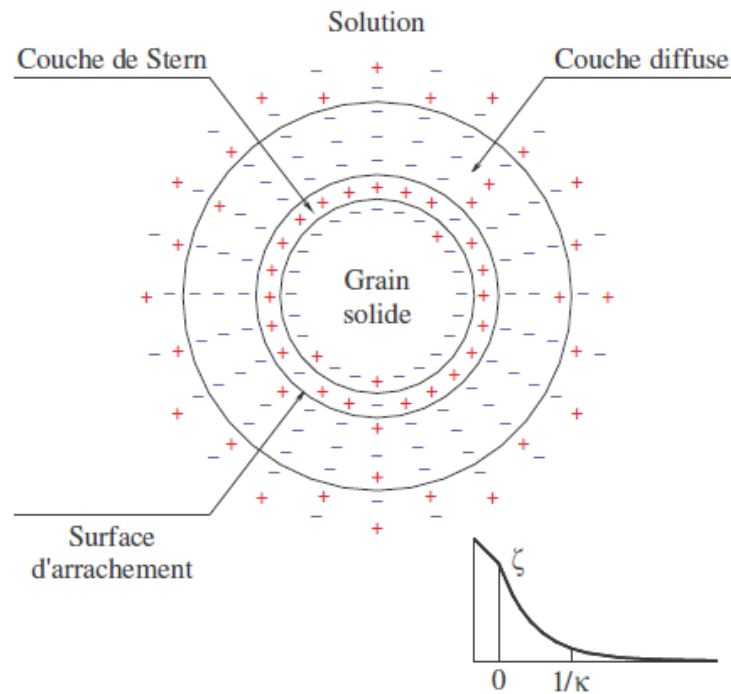 Solution
Couche de Stern
Couche diffuse
Grain
solide
Surface
d'arrachement
ζ
0
1/κ